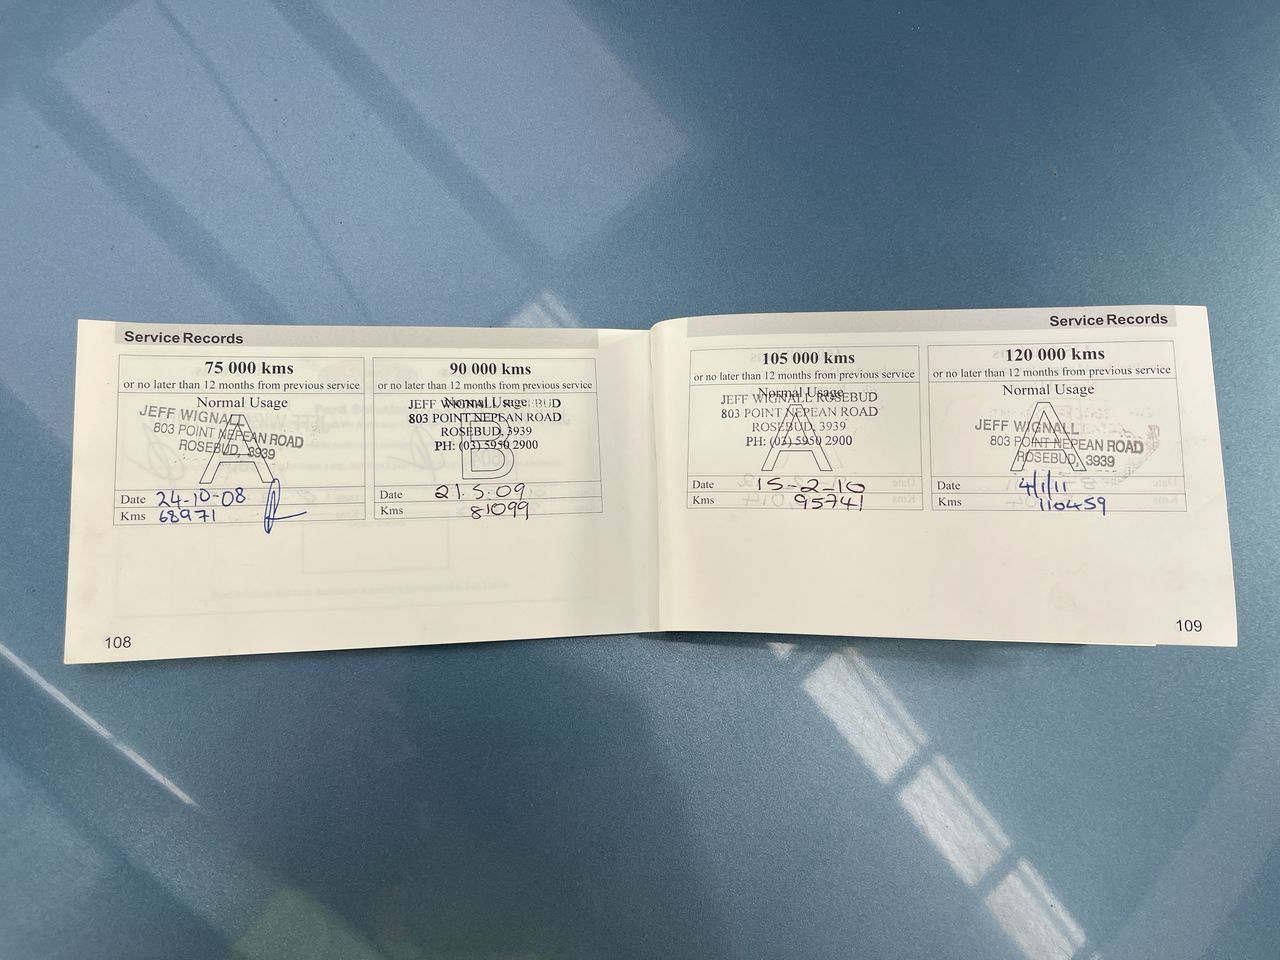 Service Records
75 000 kms
or no later than 12 months from previous service
Normal Usage
JEFF WIGNALL
803 POINT NEPEAN ROAD
ROSEBUD, 3939
A
Date 24-10-08
Kms 68971
90 000 kms
or no later than 12 months from previous service
Normal Usage
JEFF WIGNALL ROSEBUD
803 POINT NEPEAN ROAD
ROSEBUD, 3939
PH: (03) 5950 2900
B
Date 21.5.09
Kms 81099
108
Service Records
105 000 kms
or no later than 12 months from previous service
Normal Usage
JEFF WIGNALL ROSEBUD
803 POINT NEPEAN ROAD
ROSEBUD, 3939
PH: (03) 5950 2900
A
Date 15-2-10
Kms 95741
120 000 kms
or no later than 12 months from previous service
Normal Usage
JEFF WIGNALL
803 POINT NEPEAN ROAD
ROSEBUD, 3939
A
Date 4/1/11
Kms 110459
109